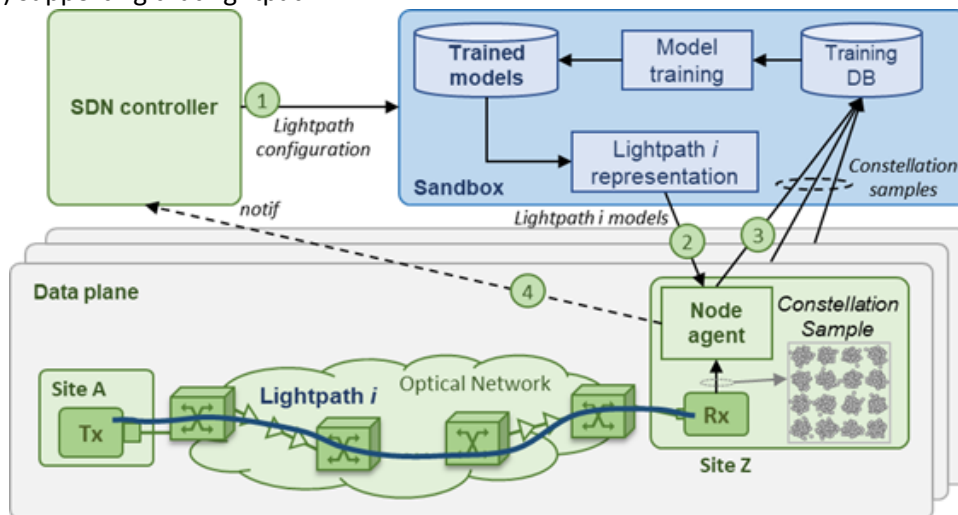 Trained
models
Model
training
Training
DB
SDN controller
1
Lightpath
configuration
Lightpath i
representation
Sandbox
Constellation
samples
notif
Lightpath i models
2
3
4
Data plane
Node
agent
Constellation
Sample
Site A
Tx
Lightpath i
Optical Network
Rx
Site Z